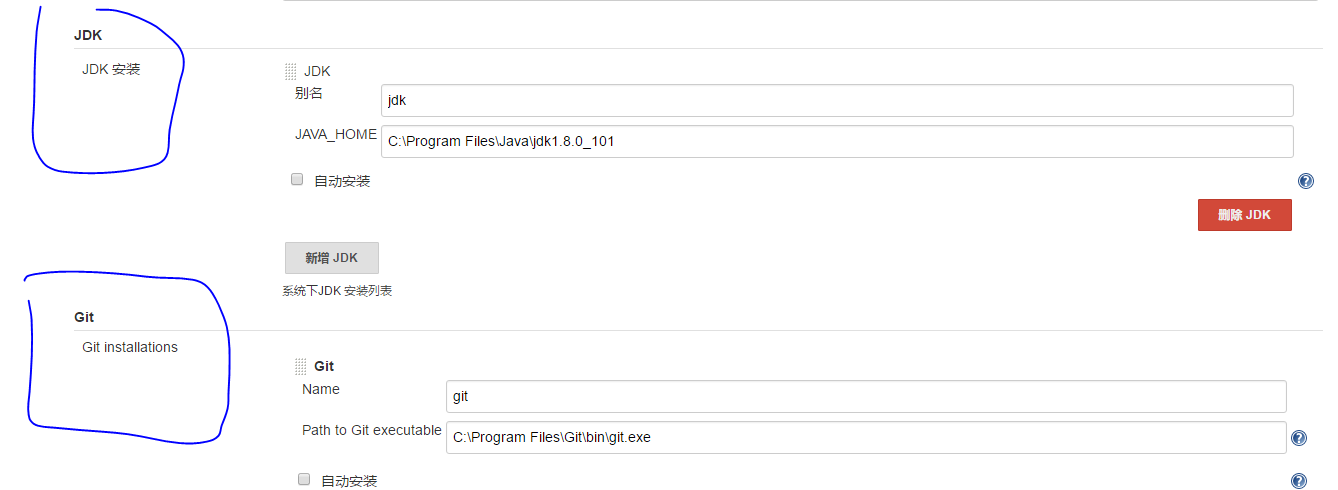 JDK
JDK 安装
JDK
别名
jdk
JAVA_HOME
C:\Program Files\Java\jdk1.8.0_101
自动安装
删除 JDK
新增 JDK
系统下JDK 安装列表
Git
Git installations
Git
Name
git
Path to Git executable
C:\Program Files\Git\bin\git.exe
自动安装